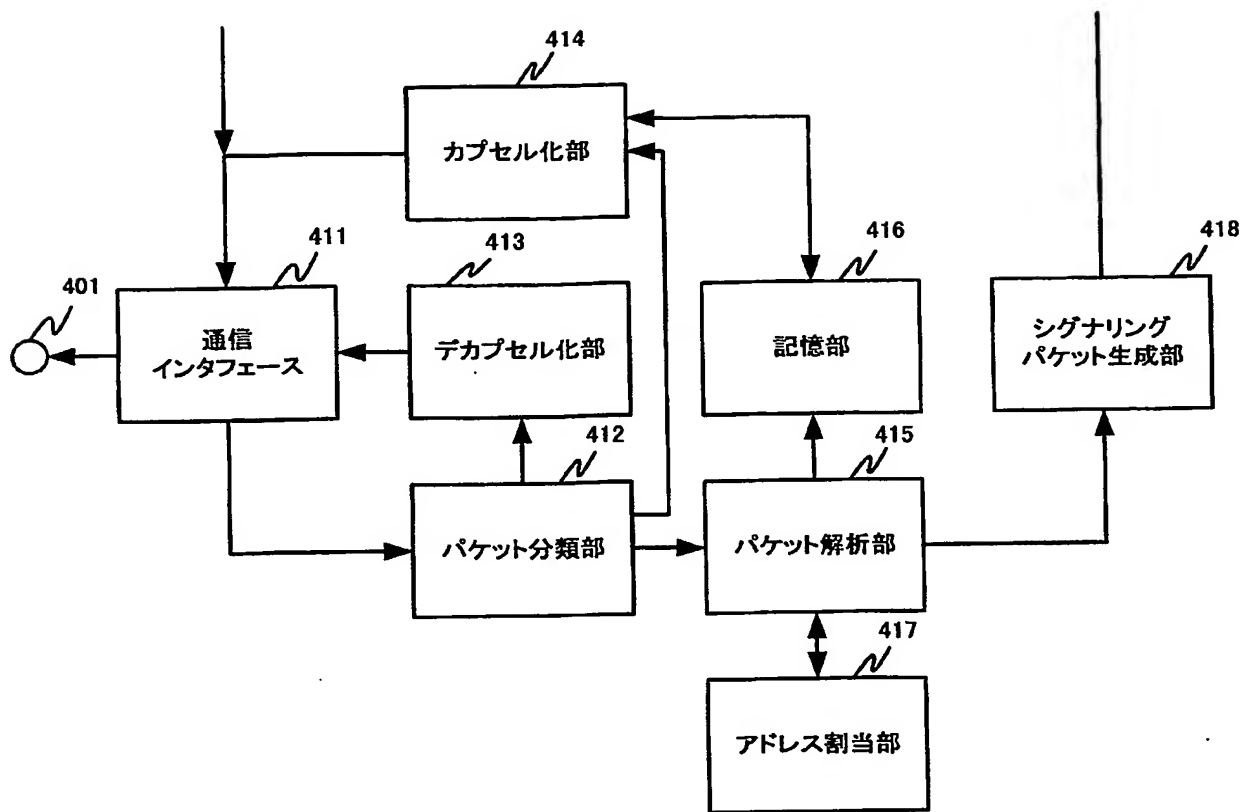 414
カプセル化部
411
413
416
418
401
通信
インタフェース
デカプセル化部
記憶部
シグナリング
パケット生成部
412
415
パケット分類部
パケット解析部
417
アドレス割当部